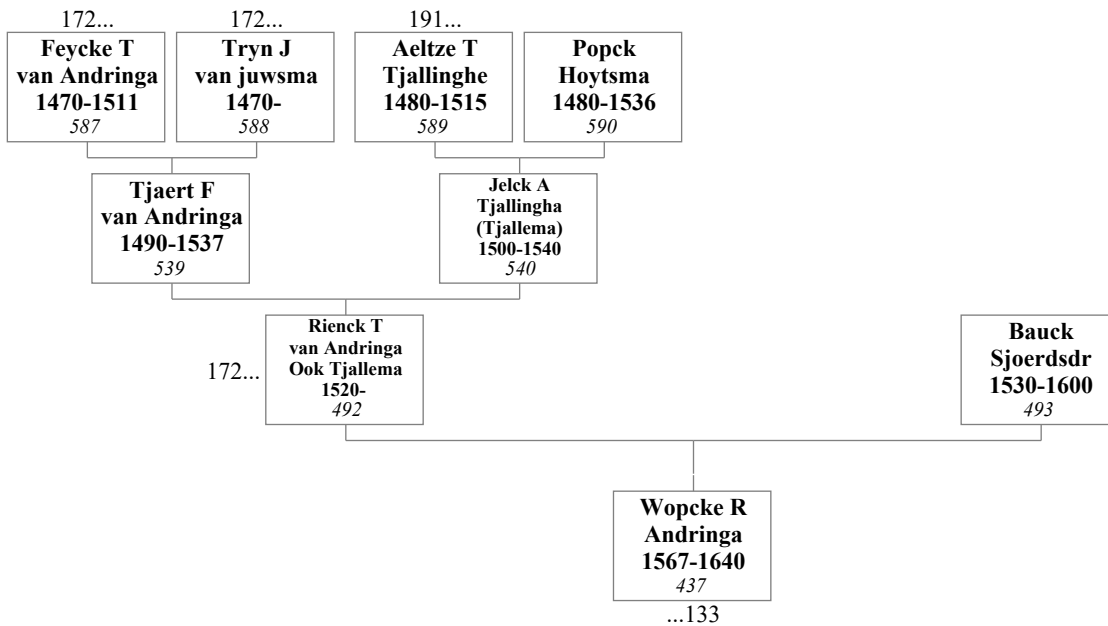 172...
172...
191...
Feycke T
van Andringa
1470-1511
587
Tryn J
van juwsma
1470-
588
Aeltze T
Tjallinghe
1480-1515
589
Popck
Hoytsma
1480-1536
590
Tjaert F
van Andringa
1490-1537
539
Jelck A
Tjallingha
(Tjallema)
1500-1540
540
172...
Rienck T
van Andringa
Ook Tjallema
1520-
492
Bauck
Sjoerdsdr
1530-1600
493
Wopcke R
Andringa
1567-1640
437
...133